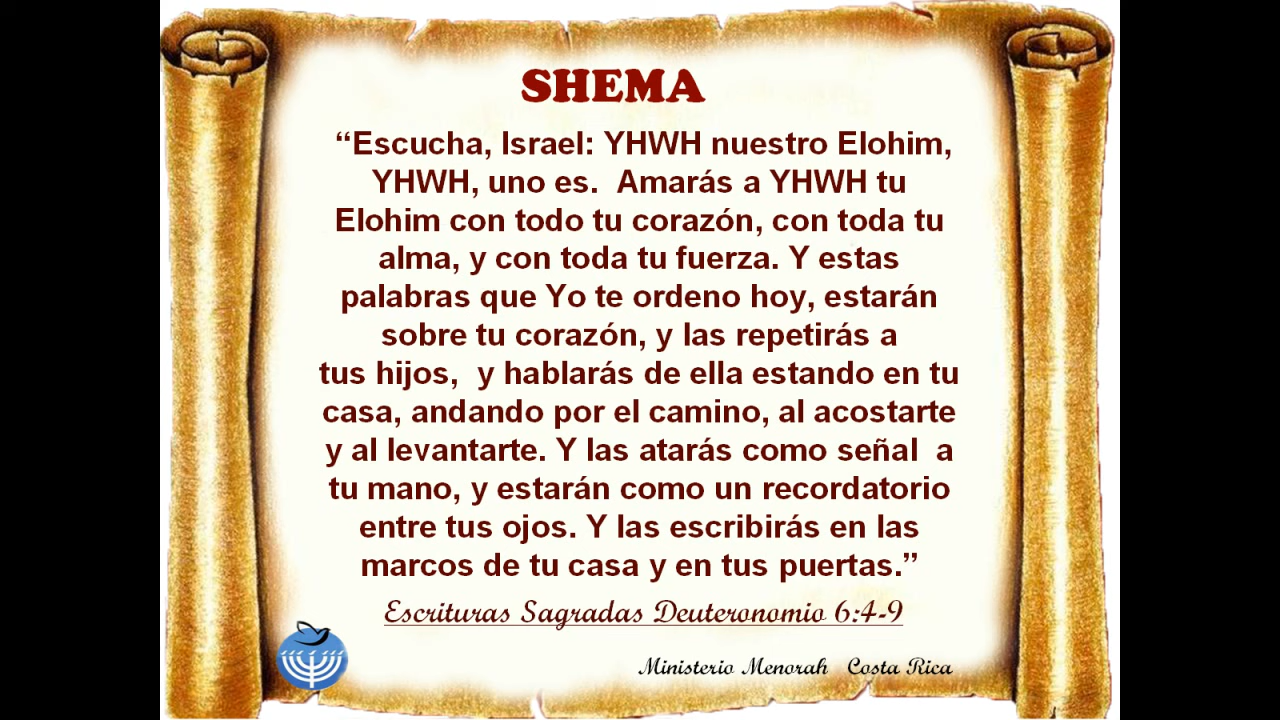 SHEMA
“Escucha, Israel: YHWH nuestro Elohim,
YHWH, uno es.  Amarás a YHWH tu
Elohim con todo tu corazón, con toda tu
alma, y con toda tu fuerza. Y estas
palabras que Yo te ordeno hoy, estarán
sobre tu corazón, y las repetirás a
tus hijos,  y hablarás de ella estando en tu
casa, andando por el camino, al acostarte
y al levantarte. Y las atarás como señal  a
tu mano, y estarán como un recordatorio
entre tus ojos. Y las escribirás en las
marcos de tu casa y en tus puertas.”
Escrituras Sagradas Deuteronomio 6:4-9
Ministerio Menorah   Costa Rica